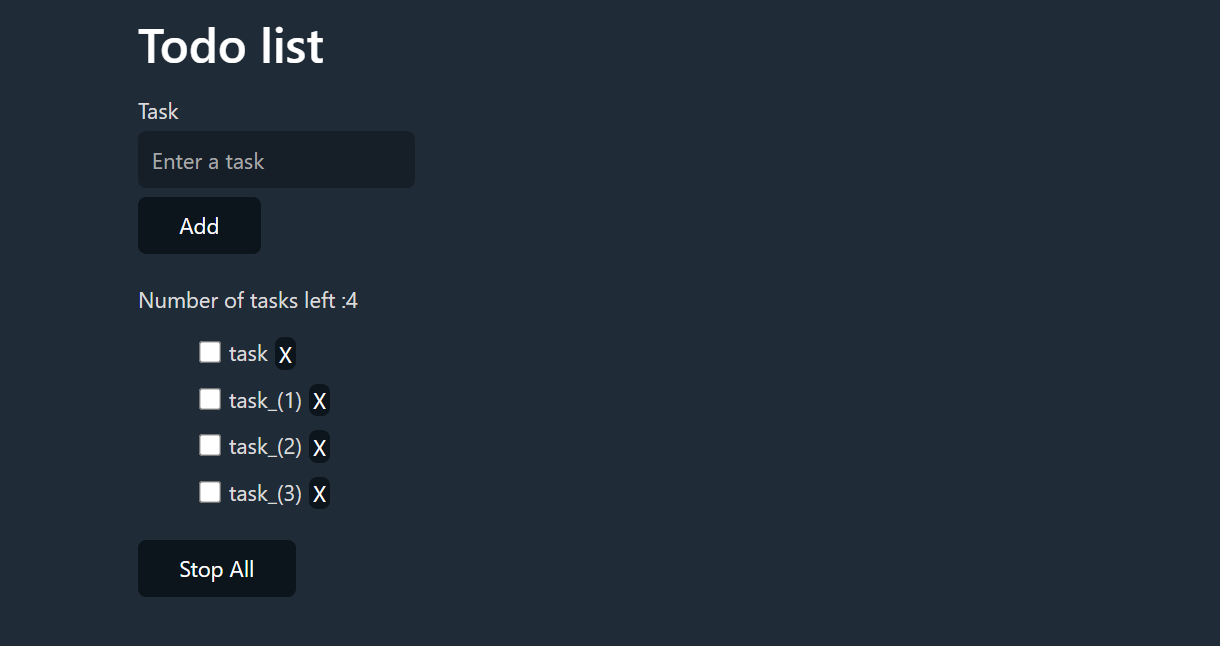 Todo list
Task
Enter a task
Add
Number of tasks left :4
task X
task_(1) X
task_(2) X
task_(3) X
Stop All